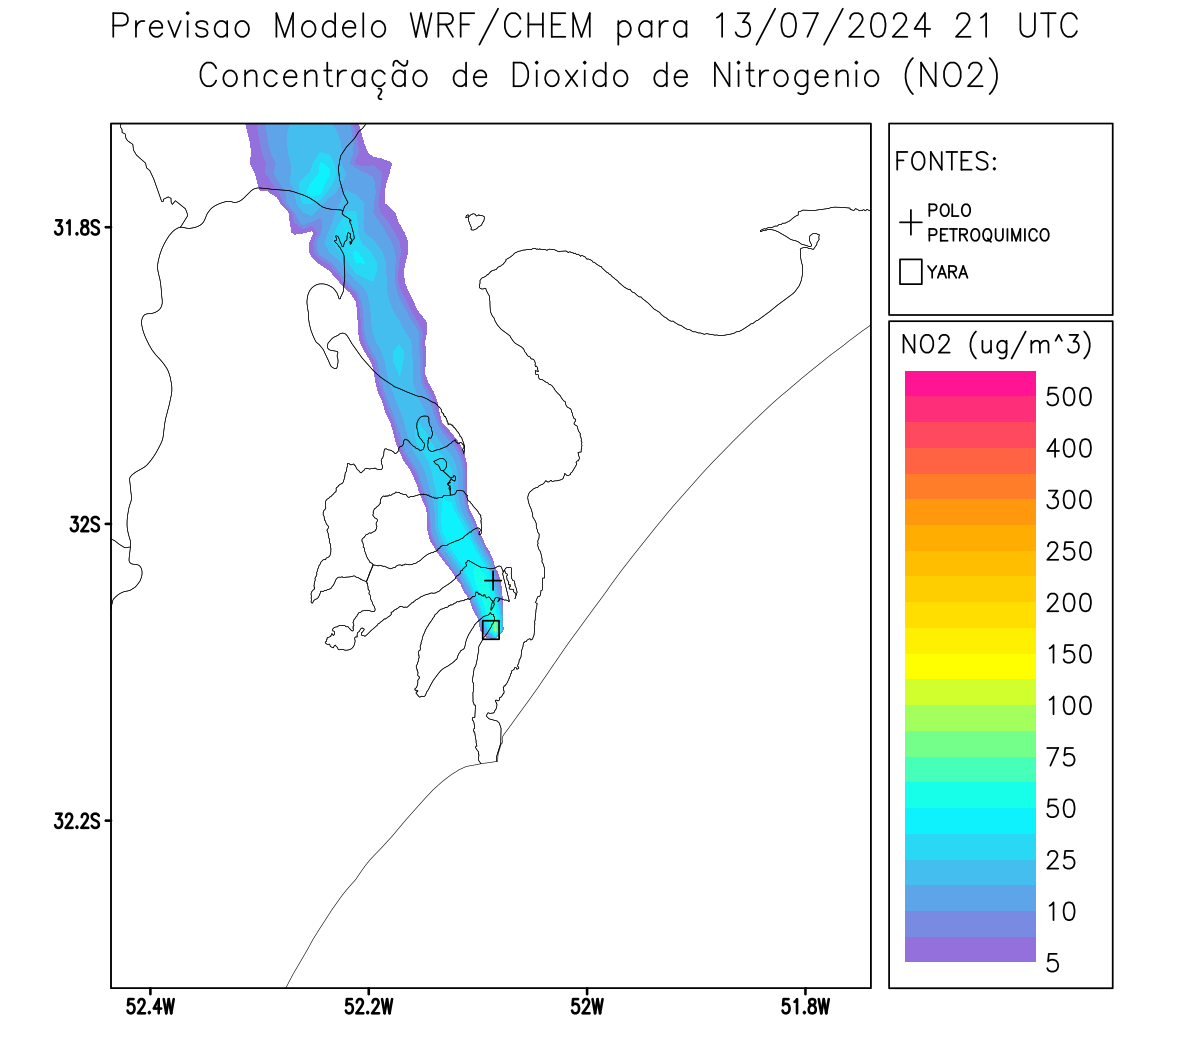 Previsao Modelo WRF/CHEM para 13/07/2024 21 UTC
Concentração de Dioxido de Nitrogenio (NO2)
FONTES:
POLO
PETROQUIMICO
YARA
NO2 (ug/m^3)
500
400
300
250
200
150
100
75
50
25
10
5
31.8S
32S
32.2S
52.4W
52.2W
52W
51.8W